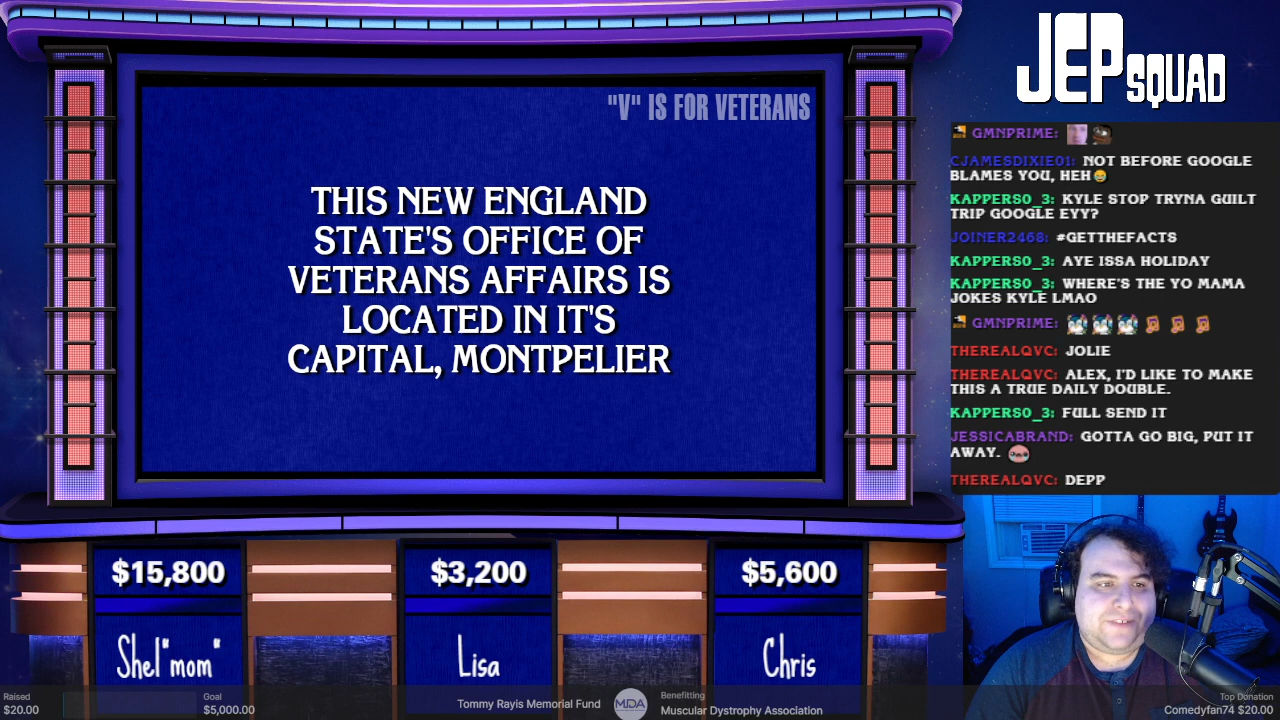 "V" IS FOR VETERANS
THIS NEW ENGLAND
STATE'S OFFICE OF
VETERANS AFFAIRS IS
LOCATED IN IT'S
CAPITAL, MONTPELIER
JEP SQUAD
GMNPRIME:
CJAMESDIXIE01: NOT BEFORE GOOGLE
BLAMES YOU, HEH😂
KAPPERS0_3: KYLE STOP TRYNA GUILT
TRIP GOOGLE EYY?
JOINER2468: #GETTHEFACTS
KAPPERS0_3: AYE ISSA HOLIDAY
KAPPERS0_3: WHERE'S THE YO MAMA
JOKES KYLE LMAO
GMNPRIME:
THEREALQVC: JOLIE
THEREALQVC: ALEX, I'D LIKE TO MAKE
THIS A TRUE DAILY DOUBLE.
KAPPERS0_3: FULL SEND IT
JESSICABRAND: GOTTA GO BIG, PUT IT
AWAY.
THEREALQVC: DEPP
$15,800
$3,200
$5,600
Shel"mom"
Lisa
Chris
Raised
$20.00
Goal
$5,000.00
Tommy Rayis Memorial Fund
MDA
Benefitting
Muscular Dystrophy Association
Top Donation
Comedyfan74 $20.00